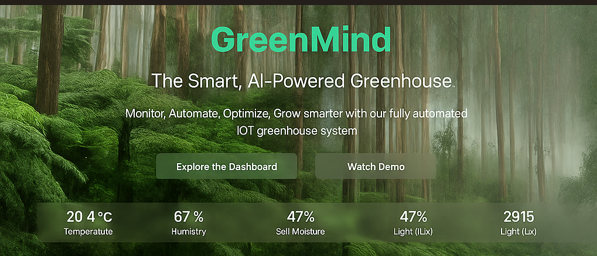 GreenMind
The Smart, AI-Powered Greenhouse.
Monitor, Automate, Optimize, Grow smarter with our fully automated
IOT greenhouse system
Explore the Dashboard
Watch Demo
20 4 °C
67 %
47%
47%
2915
Temperatute
Humistry
Sell Moisture
Light (lLix)
Light (Lıx)